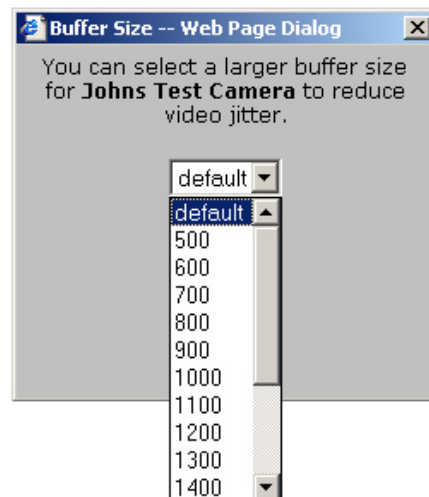 Buffer Size -- Web Page Dialog
You can select a larger buffer size
for Johns Test Camera to reduce
video jitter.
default
default
500
600
700
800
900
1000
1100
1200
1300
1400